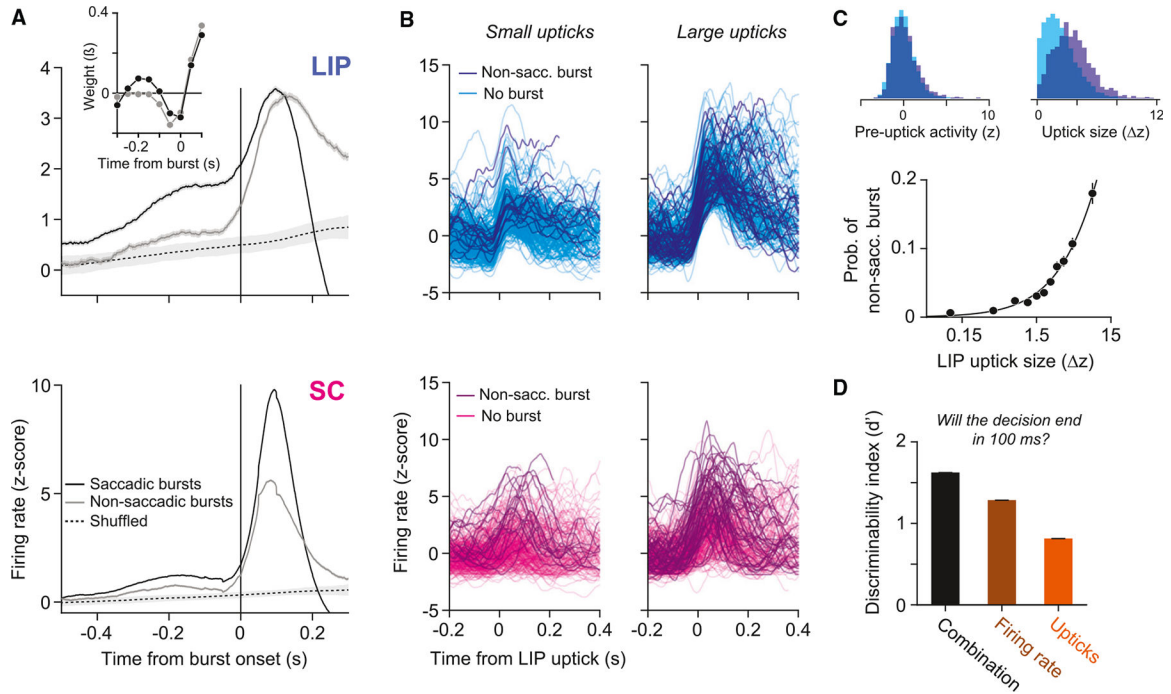 A
0.4
Weight (ß)
0
-0.2
0
Time from burst (s)
LIP
4
3
2
1
0
10
SC
5
0
Saccadic bursts
Non-saccadic bursts
Shuffled
Firing rate (z-score)
-0.4
-0.2
0
0.2
Time from burst onset (s)
B
Small upticks
Large upticks
Non-sacc. burst
No burst
15
10
5
0
-5
Non-sacc. burst
No burst
15
10
5
0
-5
Firing rate (z-score)
-0.2
0
0.2
0.4
-0.2
0
0.2
0.4
Time from LIP uptick (s)
C
0
10
Pre-uptick activity (z)
0
12
Uptick size (Δz)
0.2
0.1
0
Prob. of
non-sacc. burst
0.15
1.5
15
LIP uptick size (Δz)
D
Will the decision end
in 100 ms?
2
1
0
Discriminability index (d')
Combination
Firing rate
Upticks